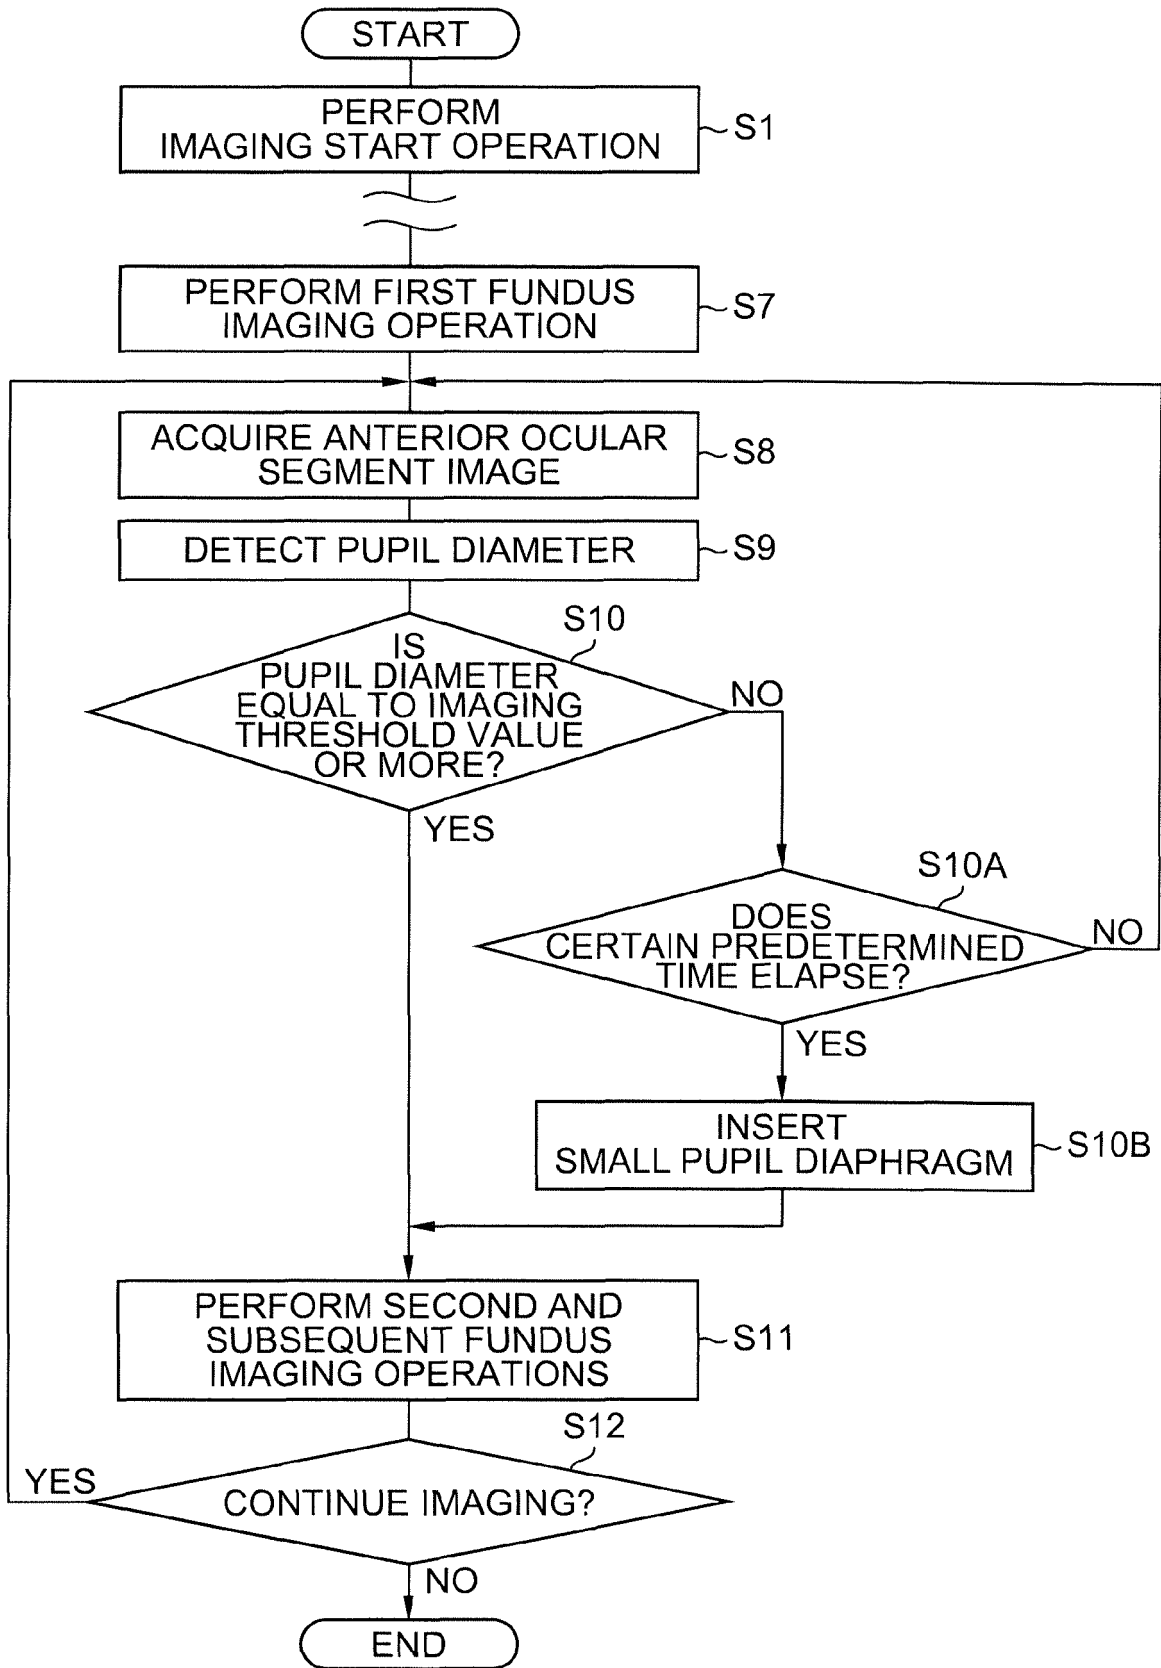 START
PERFORM
IMAGING START OPERATION
S1
PERFORM FIRST FUNDUS
IMAGING OPERATION
S7
ACQUIRE ANTERIOR OCULAR
SEGMENT IMAGE
S8
DETECT PUPIL DIAMETER
S9
S10
IS
PUPIL DIAMETER
EQUAL TO IMAGING
THRESHOLD VALUE
OR MORE?
NO
YES
S10A
DOES
CERTAIN PREDETERMINED
TIME ELAPSE?
NO
YES
INSERT
SMALL PUPIL DIAPHRAGM
S10B
PERFORM SECOND AND
SUBSEQUENT FUNDUS
IMAGING OPERATIONS
S11
S12
YES
CONTINUE IMAGING?
NO
END